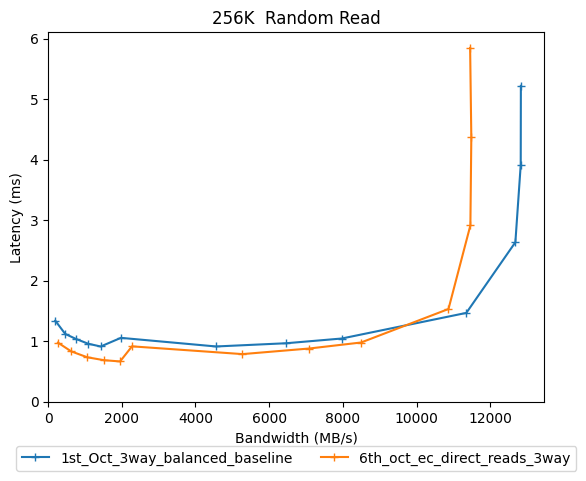 256K  Random Read
6
5
4
3
2
1
0
Latency (ms)
0 2000 4000 6000 8000 10000 12000
Bandwidth (MB/s)
1st_Oct_3way_balanced_baseline 6th_oct_ec_direct_reads_3way